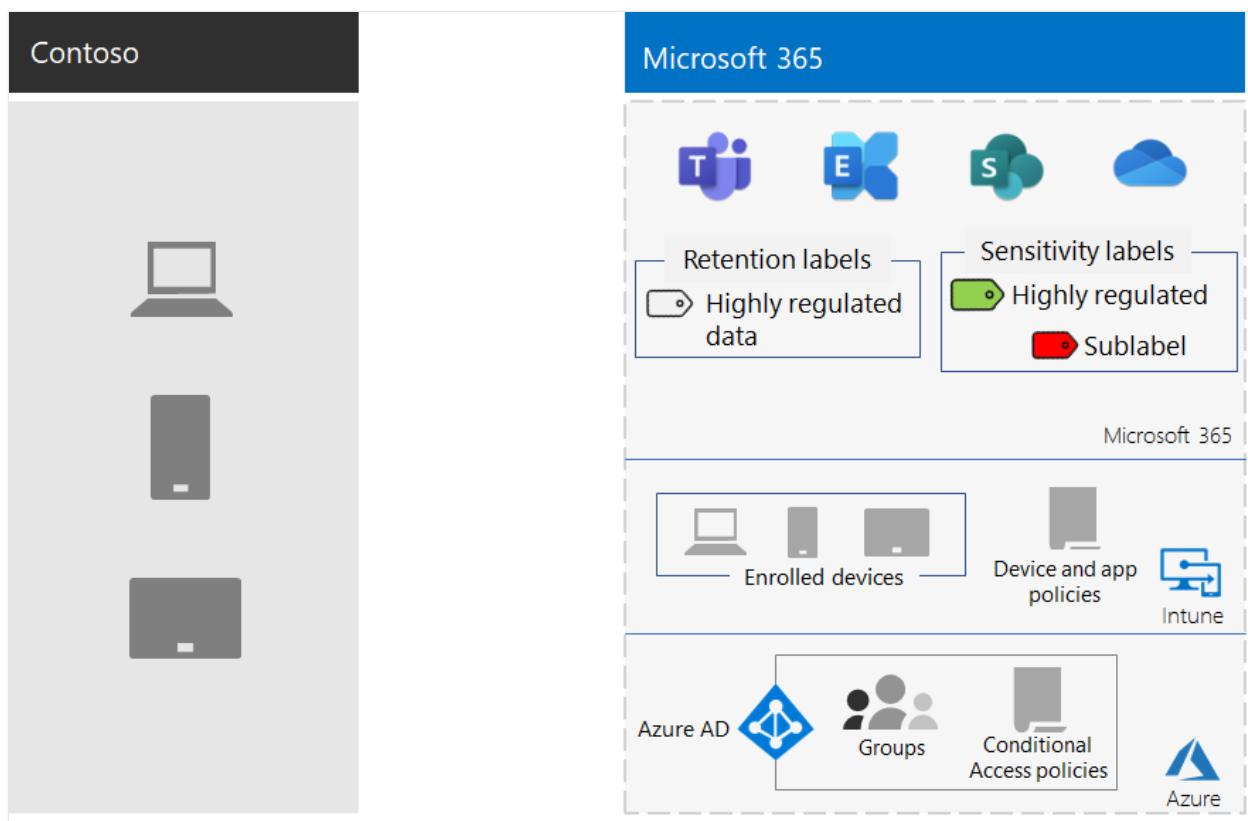 Contoso
Microsoft 365
T
E
S
Retention labels
Highly regulated
data
Sensitivity labels
Highly regulated
Sublabel
Microsoft 365
Enrolled devices
Device and app
policies
Intune
Azure AD
Groups
Conditional
Access policies
Azure